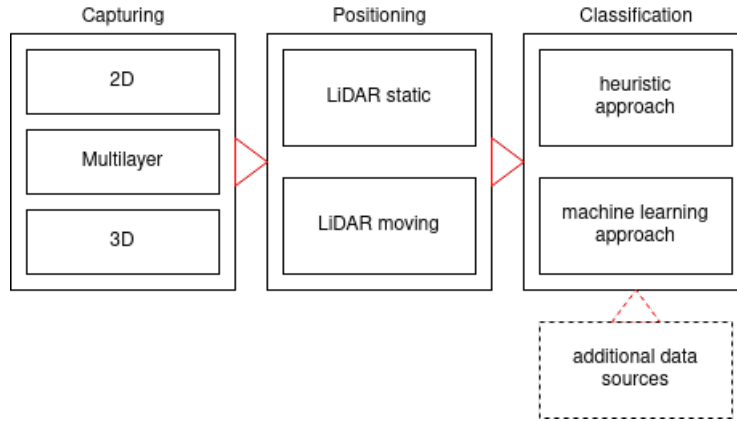 Capturing
Positioning
Classification
2D
Multilayer
3D
LiDAR static
LiDAR moving
heuristic
approach
machine learning
approach
additional data
sources